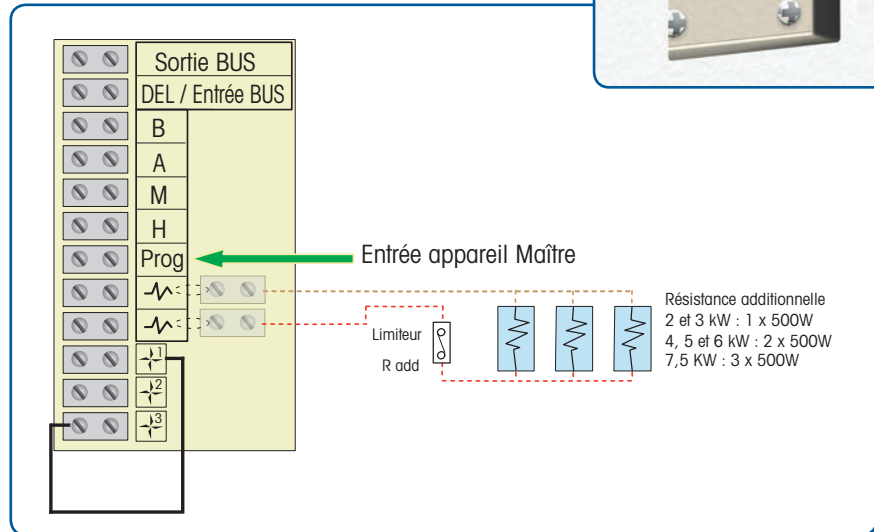 Sortie BUS
DEL / Entrée BUS
B
A
M
H
Prog
Entrée appareil Maître
1
2
3
Limiteur
R add
Résistance additionnelle
2 et 3 kW : 1 x 500W
4, 5 et 6 kW : 2 x 500W
7,5 KW : 3 x 500W